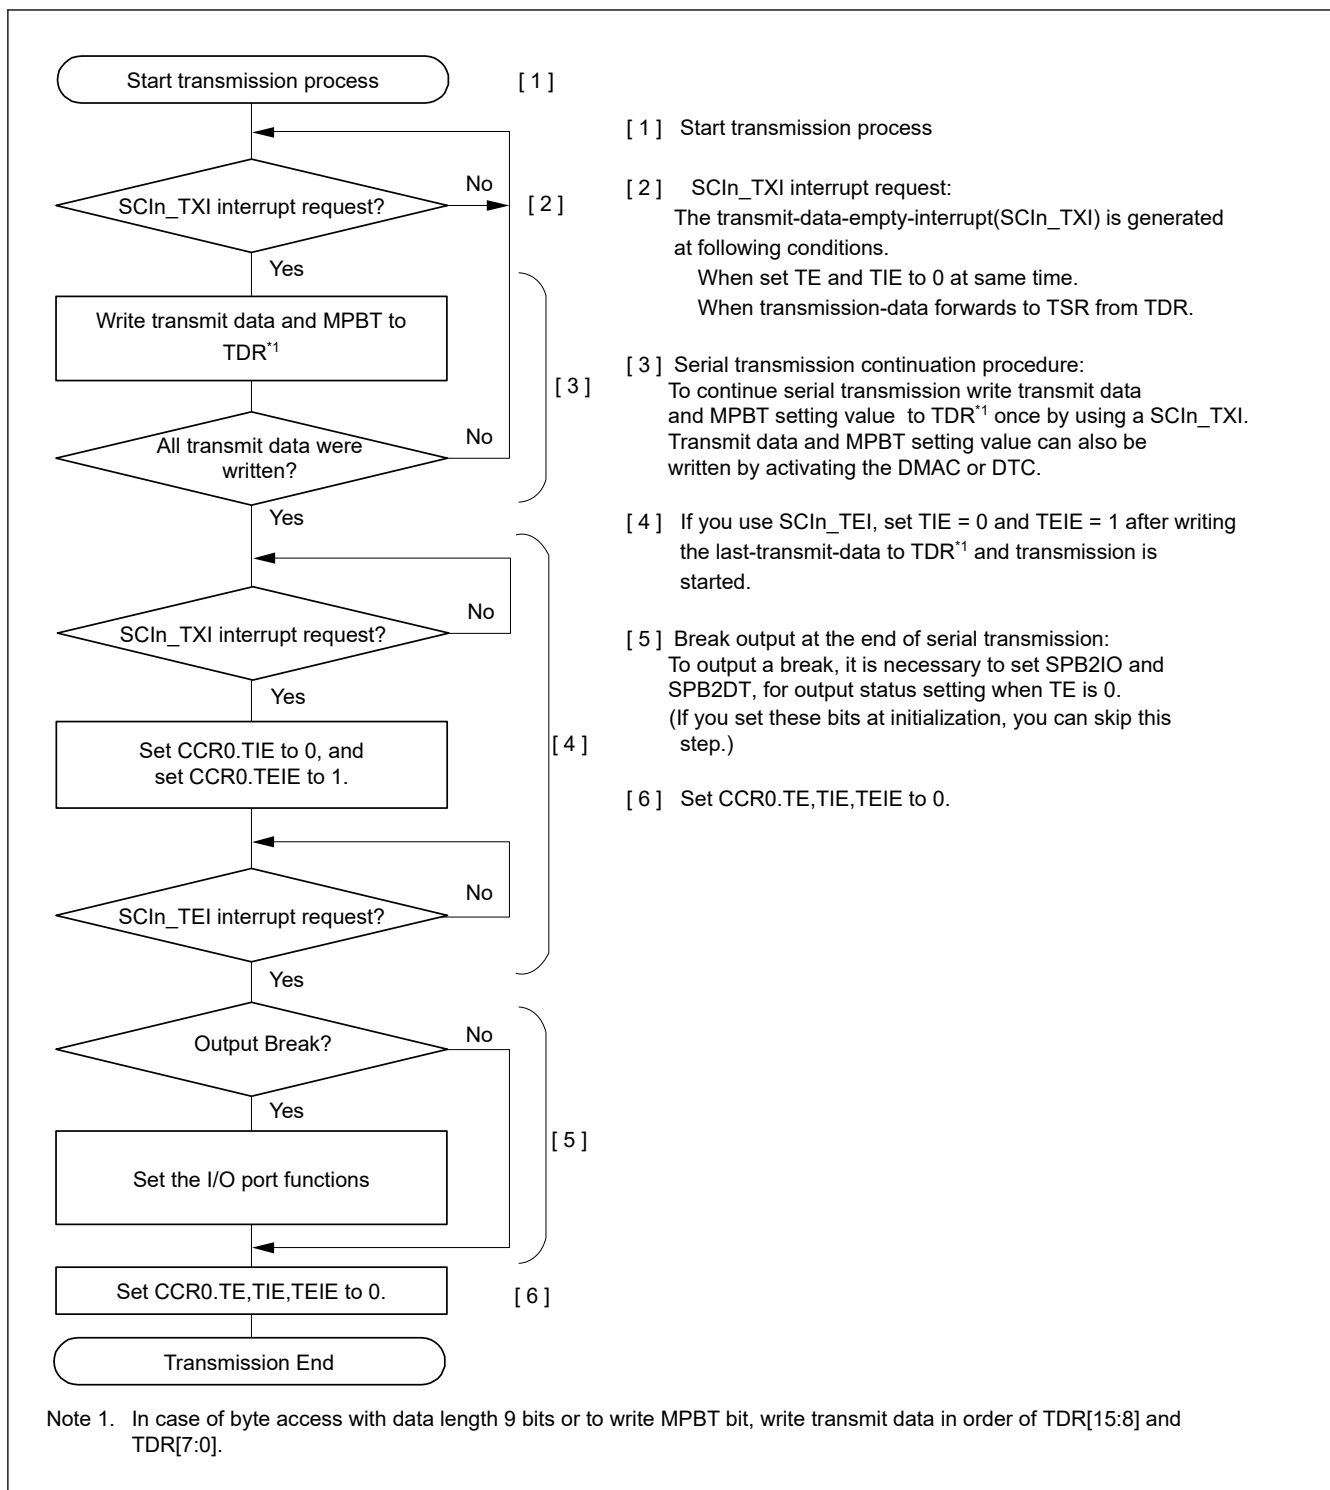 Start transmission process
[ 1 ]
SCIn_TXI interrupt request?
No
[ 2 ]
Yes
Write transmit data and MPBT to
TDR*1
[ 3 ]
All transmit data were
written?
No
Yes
SCIn_TXI interrupt request?
No
Yes
Set CCR0.TIE to 0, and
set CCR0.TEIE to 1.
[ 4 ]
SCIn_TEI interrupt request?
No
Yes
Output Break?
No
Yes
[ 5 ]
Set the I/O port functions
Set CCR0.TE,TIE,TEIE to 0.
[ 6 ]
Transmission End
[ 1 ] Start transmission process
[ 2 ] SCIn_TXI interrupt request:
The transmit-data-empty-interrupt(SCIn_TXI) is generated
at following conditions.
When set TE and TIE to 0 at same time.
When transmission-data forwards to TSR from TDR.
[ 3 ] Serial transmission continuation procedure:
To continue serial transmission write transmit data
and MPBT setting value to TDR*1 once by using a SCIn_TXI.
Transmit data and MPBT setting value can also be
written by activating the DMAC or DTC.
[ 4 ] If you use SCIn_TEI, set TIE = 0 and TEIE = 1 after writing
the last-transmit-data to TDR*1 and transmission is
started.
[ 5 ] Break output at the end of serial transmission:
To output a break, it is necessary to set SPB2IO and
SPB2DT, for output status setting when TE is 0.
(If you set these bits at initialization, you can skip this
step.)
[ 6 ] Set CCR0.TE,TIE,TEIE to 0.
Note 1. In case of byte access with data length 9 bits or to write MPBT bit, write transmit data in order of TDR[15:8] and
TDR[7:0].